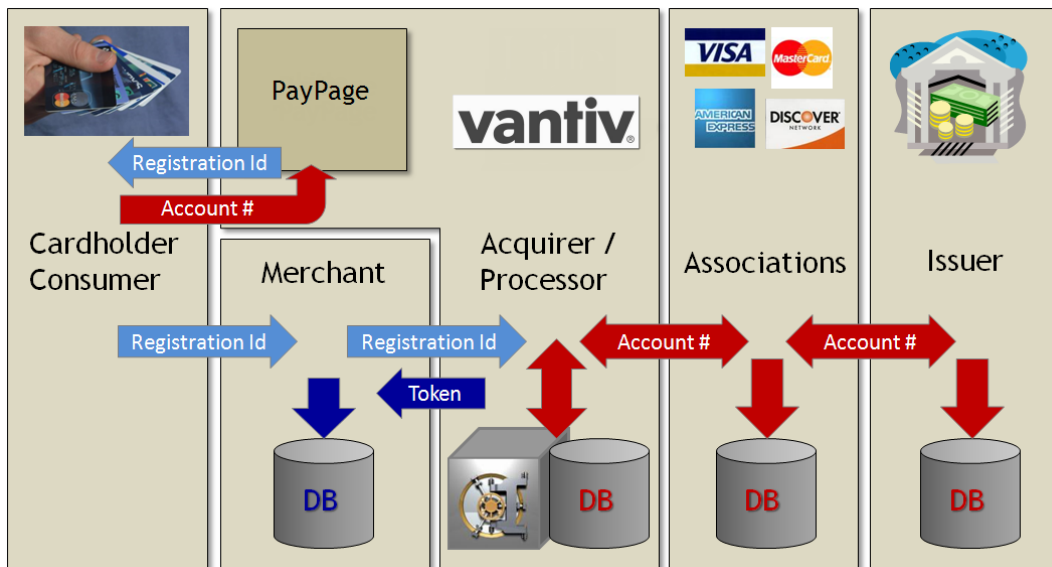 PayPage
vantiv®
VISA
MasterCard
AMERICAN
EXPRESS
DISCOVER
NETWORK
Registration Id
Account #
Cardholder
Consumer
Merchant
Acquirer /
Processor
Associations
Issuer
Registration Id
Registration Id
Account #
Account #
Token
DB
DB
DB
DB